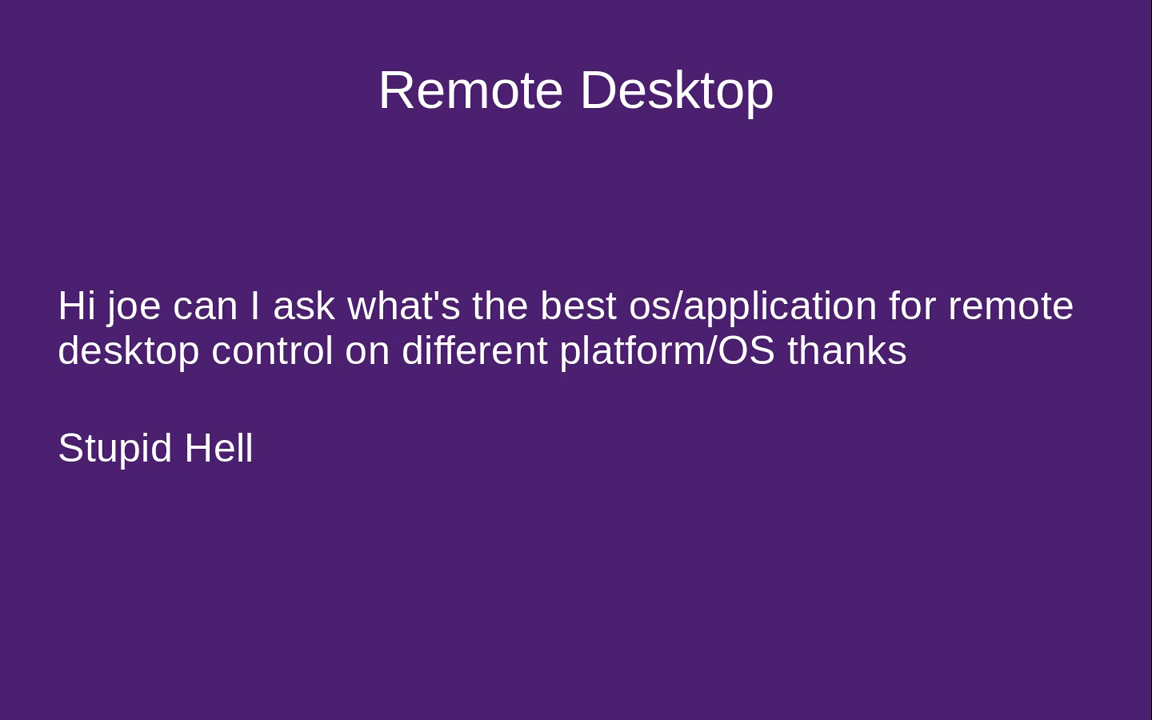 Remote Desktop
Hi joe can I ask what's the best os/application for remote
desktop control on different platform/OS thanks
Stupid Hell